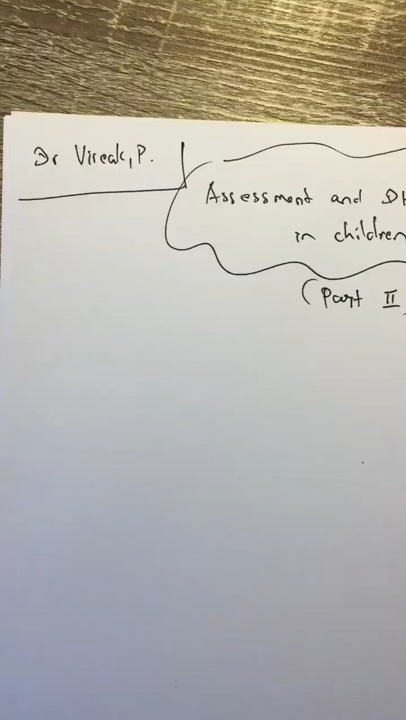 Dr Vireak, P.
Assessment and
in children
(Part II